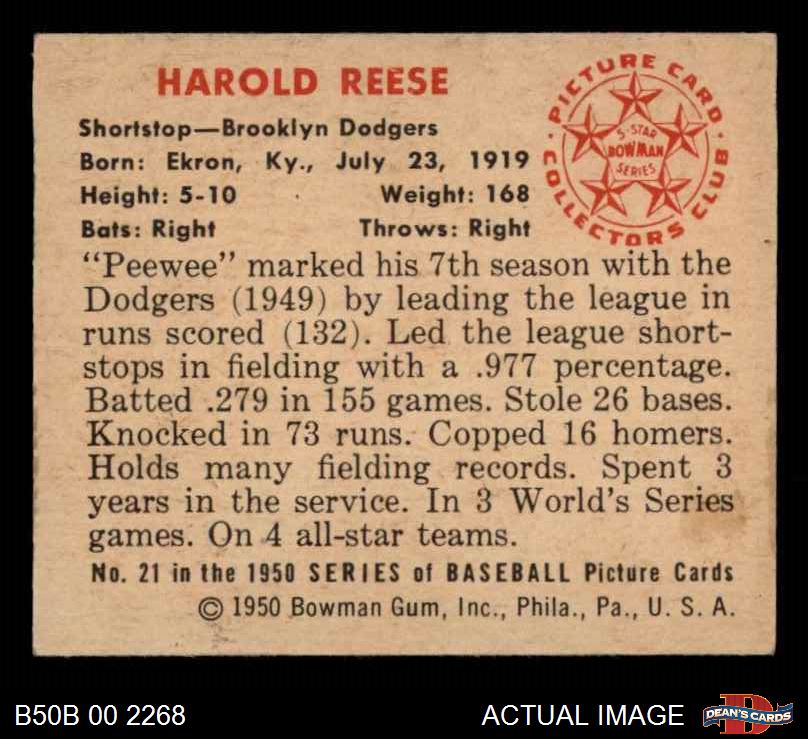 HAROLD REESE
Shortstop—Brooklyn Dodgers
Born: Ekron, Ky., July 23, 1919
Height: 5-10 Weight: 168
Bats: Right Throws: Right
PICTURE CARD
COLLECTORS CLUB
5-STAR
BOWMAN
SERIES
"Peewee" marked his 7th season with the
Dodgers (1949) by leading the league in
runs scored (132). Led the league short-
stops in fielding with a .977 percentage.
Batted .279 in 155 games. Stole 26 bases.
Knocked in 73 runs. Copped 16 homers.
Holds many fielding records. Spent 3
years in the service. In 3 World's Series
games. On 4 all-star teams.
No. 21 in the 1950 SERIES of BASEBALL Picture Cards
© 1950 Bowman Gum, Inc., Phila., Pa., U. S. A.
B50B 00 2268
ACTUAL IMAGE
D
DEAN'S CARDS